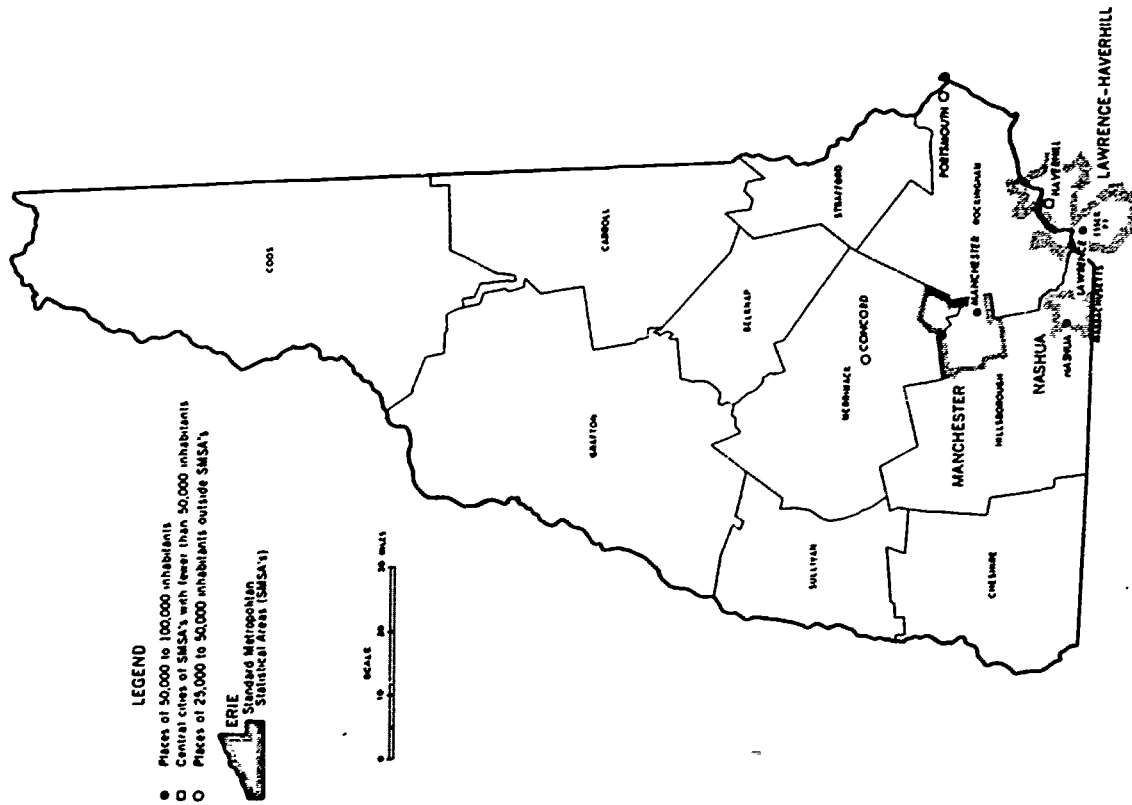 LEGEND
Places of 50,000 to 100,000 inhabitants
Central cities of SMSA's with fewer than 50,000 inhabitants
Places of 25,000 to 50,000 inhabitants outside SMSA's
ERIE
Standard Metropolitan
Statistical Areas (SMSA's)
SCALE
0 10 20 30 MILES
COOS
GRAFTON
CARROLL
BELKNAP
SULLIVAN
MERRIMACK
CONCORD
STRAFFORD
PORTSMOUTH
ROCKINGHAM
MANCHESTER
MANCHESTER
HILLSBOROUGH
CHESHIRE
NASHUA
NASHUA
HAVERHILL
LAWRENCE
MASSACHUSETTS
LAWRENCE-HAVERHILL